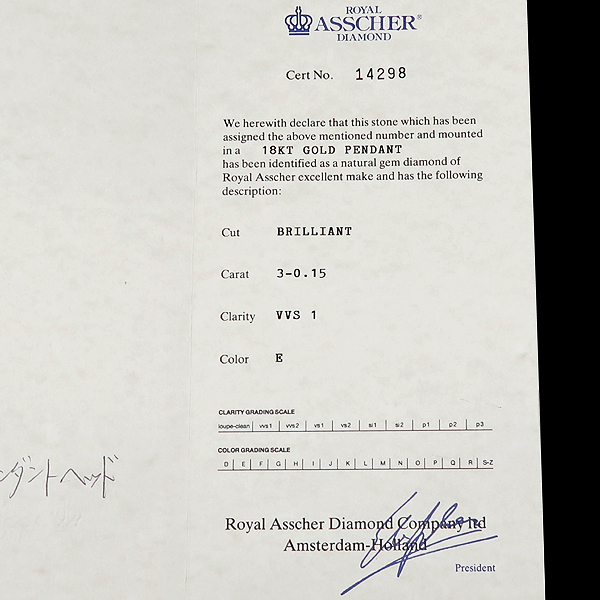 ROYAL
ASSCHER®
DIAMOND
Cert No. 14298
We herewith declare that this stone which has been
assigned the above mentioned number and mounted
in a 18KT GOLD PENDANT
has been identified as a natural gem diamond of
Royal Asscher excellent make and has the following
description:
Cut BRILLIANT
Carat 3-0.15
Clarity VVS 1
Color E
CLARITY GRADING SCALE
loupe-clean vvs1 vvs2 vs1 vs2 si1 si2 p1 p2 p3
COLOR GRADING SCALE
D E F G H I J K L M N O P Q R S-Z
ンダントヘッド
Royal Asscher Diamond Company ltd
Amsterdam-Holland
President